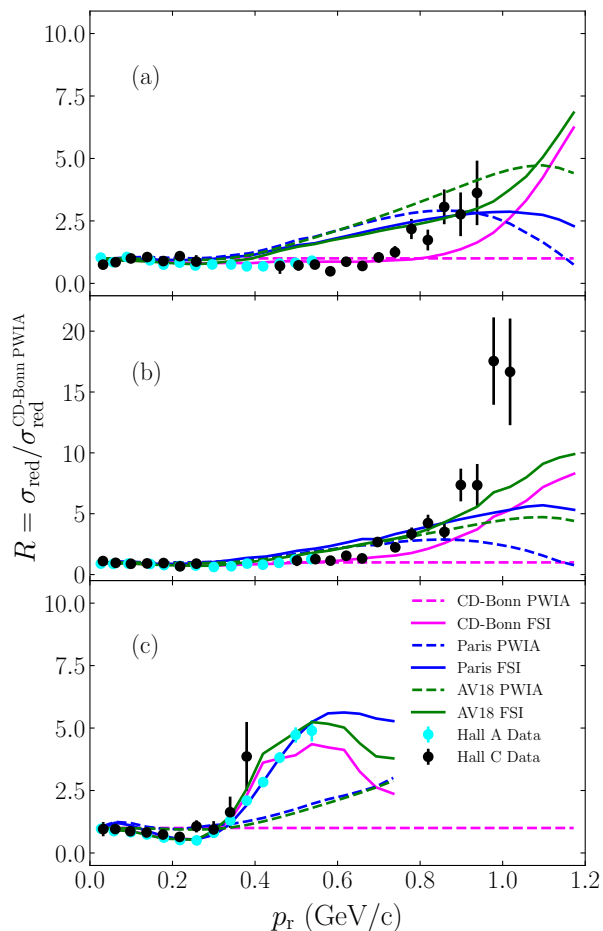 10.0
7.5
5.0
2.5
0.0
(a)
20
15
10
5
0
(b)
R = σred/σredCD-Bonn PWIA
10.0
7.5
5.0
2.5
0.0
(c)
CD-Bonn PWIA
CD-Bonn FSI
Paris PWIA
Paris FSI
AV18 PWIA
AV18 FSI
Hall A Data
Hall C Data
0.0 0.2 0.4 0.6 0.8 1.0 1.2
pr (GeV/c)